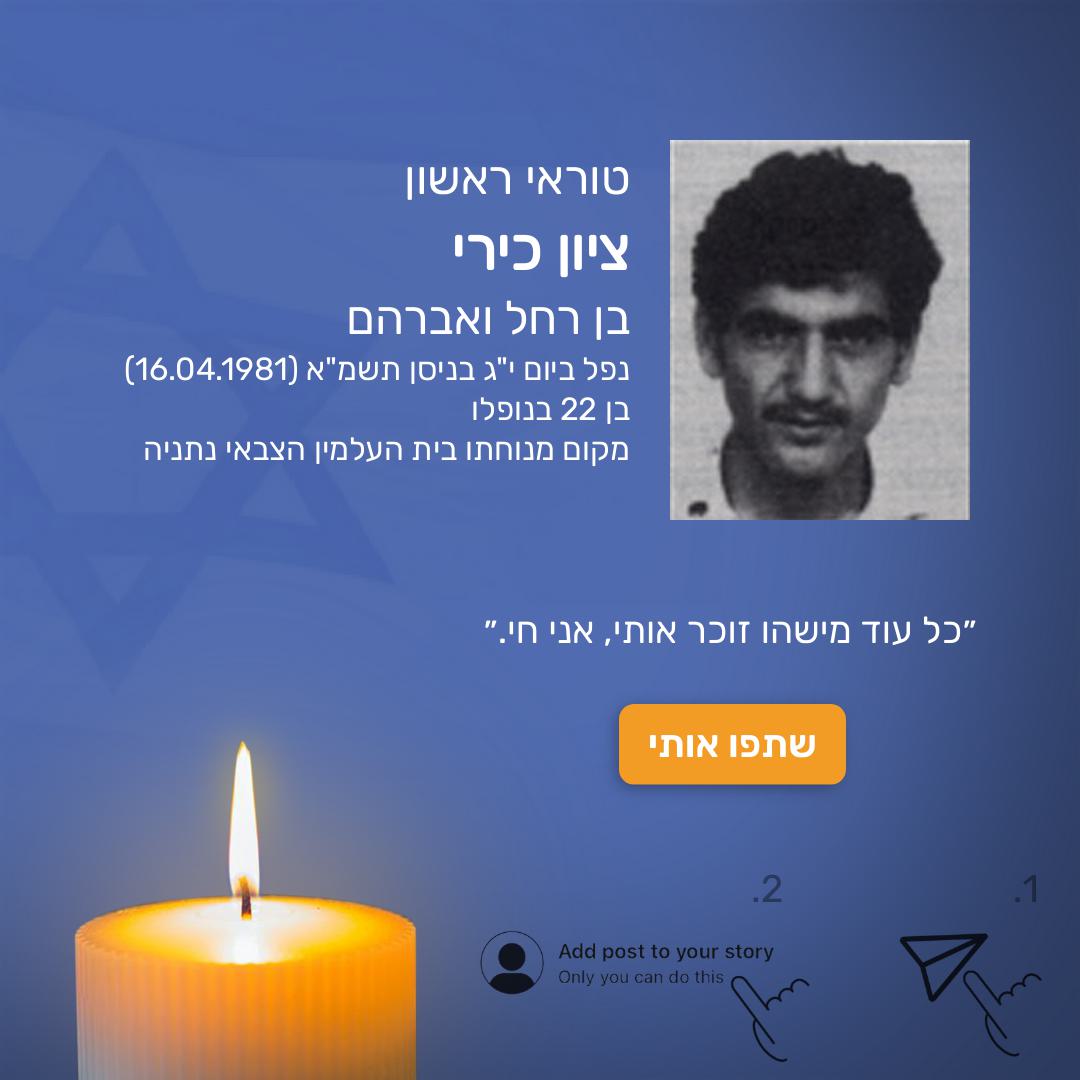 טוראי ראשון
ציון כירי
בן רחל ואברהם
נפל ביום י"ג בניסן תשמ"א (16.04.1981)
בן 22 בנופלו
מקום מנוחתו בית העלמין הצבאי נתניה
״כל עוד מישהו זוכר אותי, אני חי.״
שתפו אותי
1.
2.
Add post to your story
Only you can do this